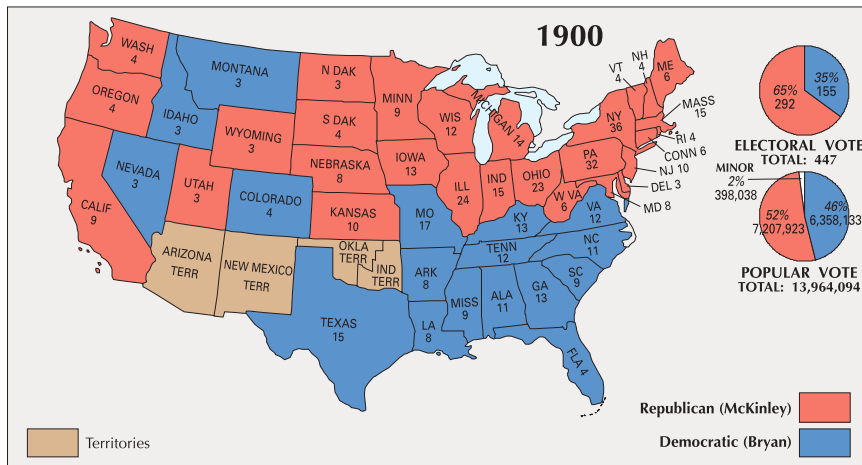 1900
WASH
4
OREGON
4
CALIF
9
NEVADA
3
IDAHO
3
MONTANA
3
WYOMING
3
UTAH
3
COLORADO
4
ARIZONA
TERR
NEW MEXICO
TERR
N DAK
3
S DAK
4
NEBRASKA
8
KANSAS
10
OKLA
TERR
IND
TERR
TEXAS
15
MINN
9
IOWA
13
MO
17
ARK
8
LA
8
WIS
12
ILL
24
MICHIGAN 14
IND
15
OHIO
23
KY
13
TENN
12
MISS
9
ALA
11
GA
13
FLA 4
SC
9
NC
11
VA
12
W VA
6
PA
32
NY
36
VT
4
NH
4
ME
6
MASS
15
RI 4
CONN 6
NJ 10
DEL 3
MD 8
65%
292
35%
155
ELECTORAL VOTE
TOTAL: 447
MINOR
2%
398,038
52%
7,207,923
46%
6,358,133
POPULAR VOTE
TOTAL: 13,964,094
Republican (McKinley)
Democratic (Bryan)
Territories